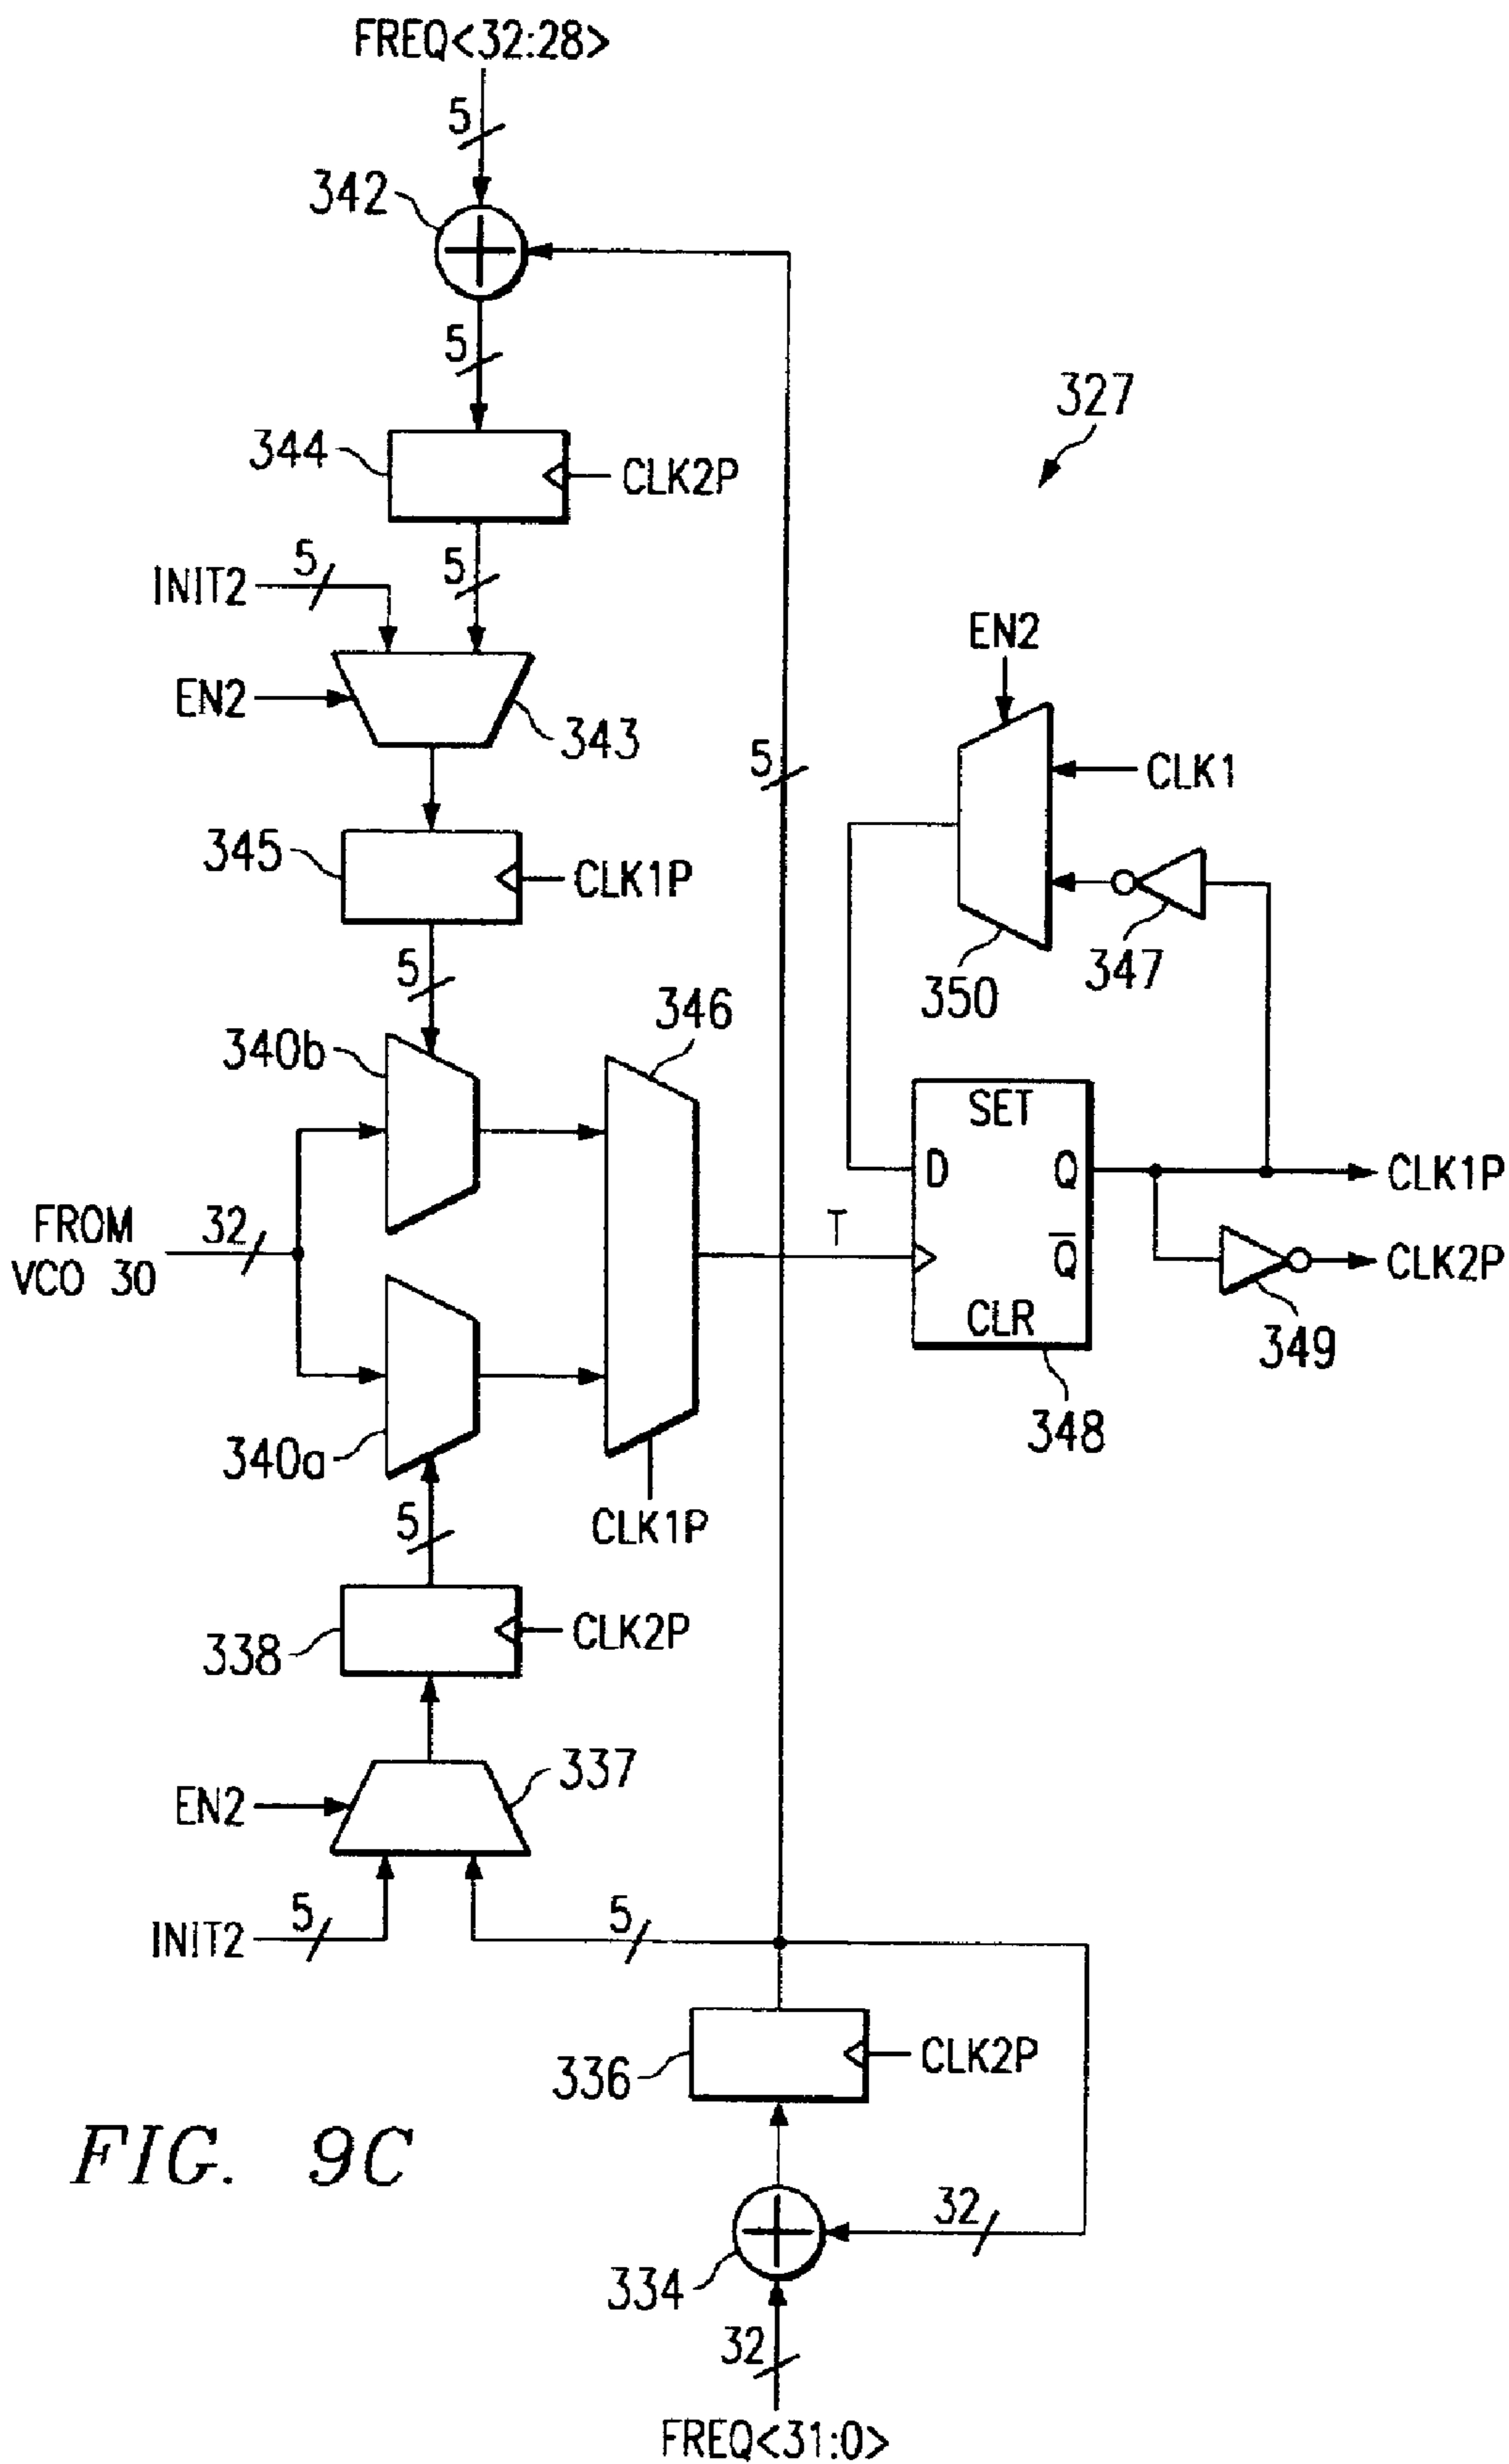 FREQ<32:28>
5
342
5
327
344
CLK2P
INIT2
5
5
EN2
EN2
343
5
CLK1
345
CLK1P
347
350
5
346
340b
SET
D
Q
CLK1P
FROM
VCO 30
32
T
Q
CLK2P
CLR
349
348
340a
CLK1P
5
338
CLK2P
337
EN2
5
5
INIT2
336
CLK2P
FIG. 9C
32
334
32
FREQ<31:0>